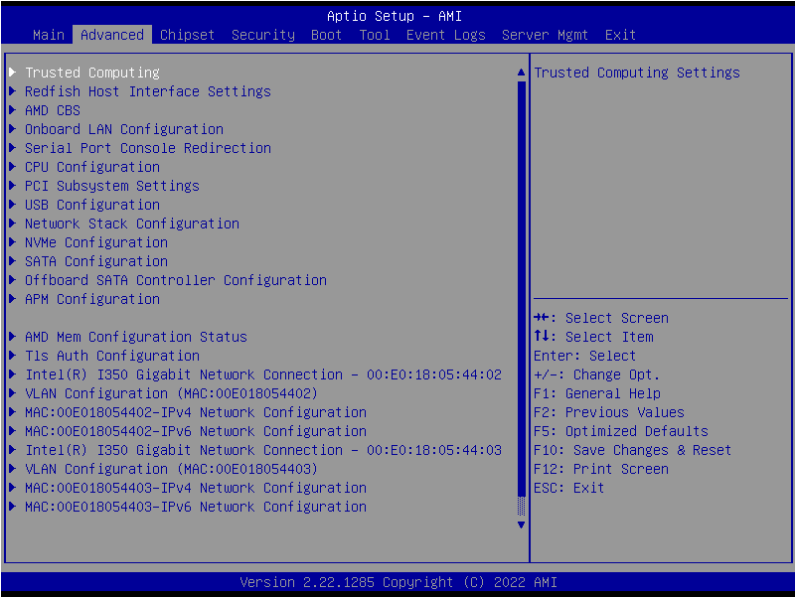 Aptio Setup - AMI
Main Advanced Chipset Security Boot Tool Event Logs Server Mgmt Exit
Trusted Computing
Redfish Host Interface Settings
AMD CBS
Onboard LAN Configuration
Serial Port Console Redirection
CPU Configuration
PCI Subsystem Settings
USB Configuration
Network Stack Configuration
NVMe Configuration
SATA Configuration
Offboard SATA Controller Configuration
APM Configuration
AMD Mem Configuration Status
Tls Auth Configuration
Intel(R) I350 Gigabit Network Connection - 00:E0:18:05:44:02
VLAN Configuration (MAC:00E018054402)
MAC:00E018054402-IPv4 Network Configuration
MAC:00E018054402-IPv6 Network Configuration
Intel(R) I350 Gigabit Network Connection - 00:E0:18:05:44:03
VLAN Configuration (MAC:00E018054403)
MAC:00E018054403-IPv4 Network Configuration
MAC:00E018054403-IPv6 Network Configuration
Trusted Computing Settings
→←: Select Screen
↑↓: Select Item
Enter: Select
+/-: Change Opt.
F1: General Help
F2: Previous Values
F5: Optimized Defaults
F10: Save Changes & Reset
F12: Print Screen
ESC: Exit
Version 2.22.1285 Copyright (C) 2022 AMI